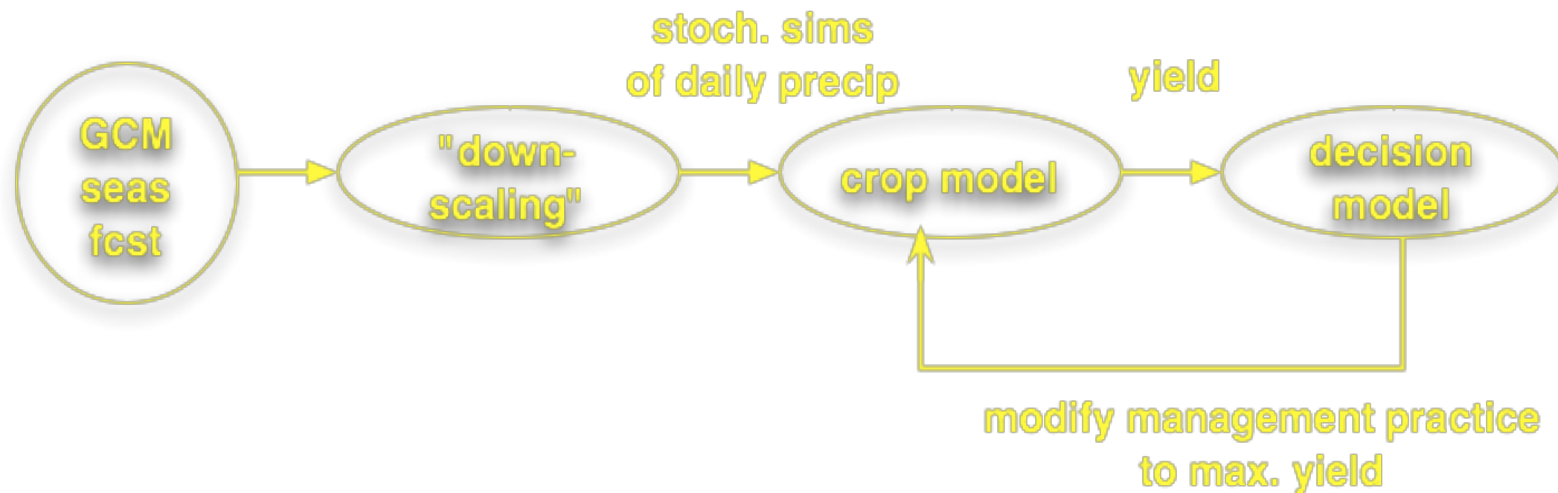 stoch. sims
of daily precip
yield
GCM
seas
fcst
"down-
scaling"
crop model
decision
model
modify management practice
to max. yield